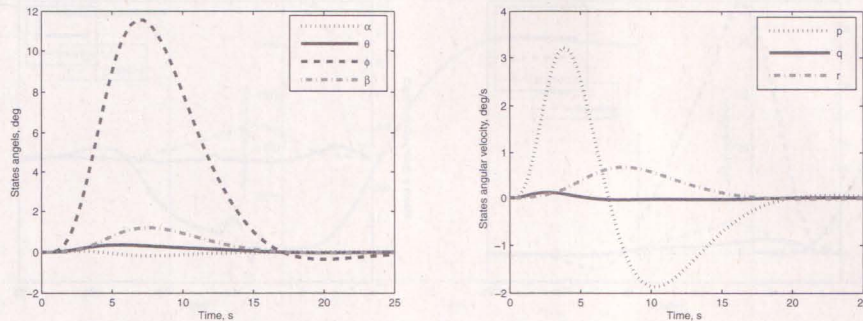 12
10
8
6
4
2
0
−2
0
5
10
15
20
25
States angels, deg
Time, s
α
θ
ϕ
β
4
3
2
1
0
−1
−2
0
5
10
15
20
25
States angular velocity, deg/s
Time, s
p
q
r